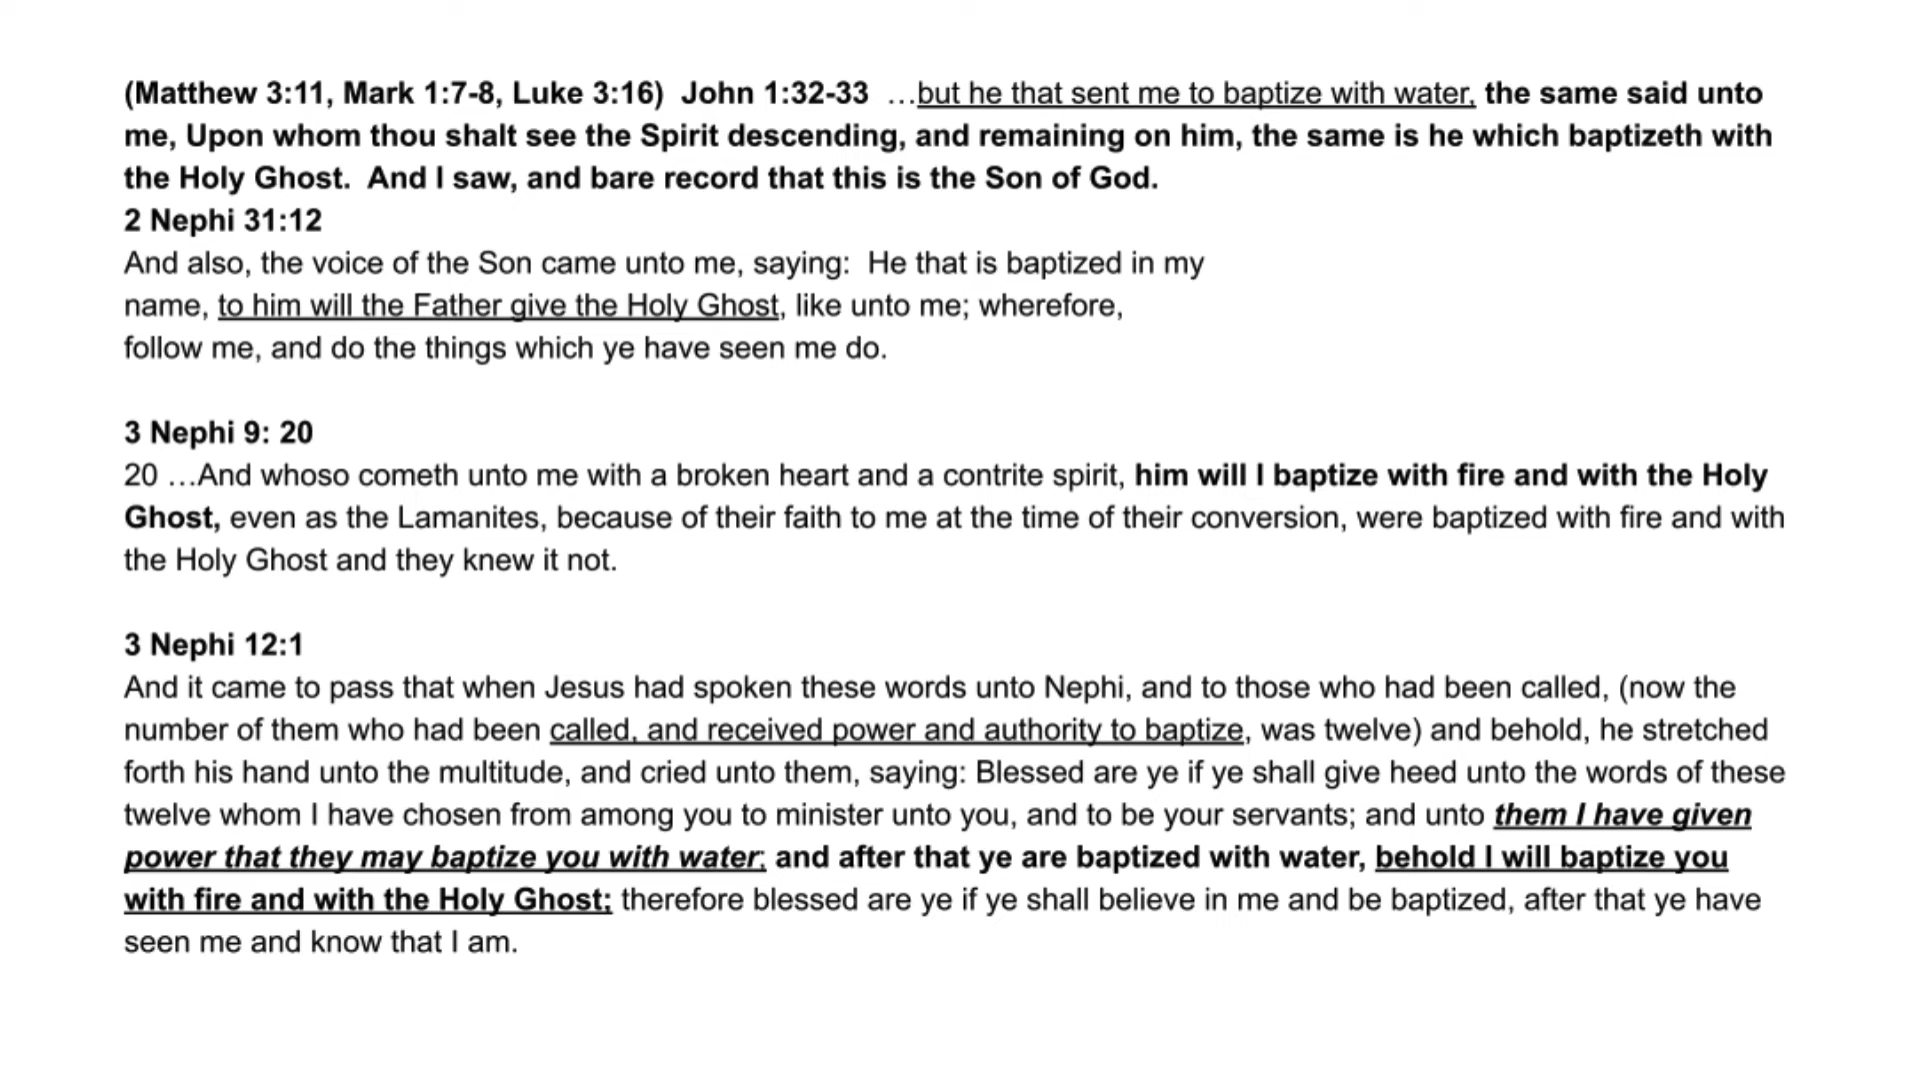 (Matthew 3:11, Mark 1:7-8, Luke 3:16)  John 1:32-33  …but he that sent me to baptize with water, the same said unto
me, Upon whom thou shalt see the Spirit descending, and remaining on him, the same is he which baptizeth with
the Holy Ghost.  And I saw, and bare record that this is the Son of God.
2 Nephi 31:12
And also, the voice of the Son came unto me, saying:  He that is baptized in my
name, to him will the Father give the Holy Ghost, like unto me; wherefore,
follow me, and do the things which ye have seen me do.
3 Nephi 9: 20
20 …And whoso cometh unto me with a broken heart and a contrite spirit, him will I baptize with fire and with the Holy
Ghost, even as the Lamanites, because of their faith to me at the time of their conversion, were baptized with fire and with
the Holy Ghost and they knew it not.
3 Nephi 12:1
And it came to pass that when Jesus had spoken these words unto Nephi, and to those who had been called, (now the
number of them who had been called, and received power and authority to baptize, was twelve) and behold, he stretched
forth his hand unto the multitude, and cried unto them, saying: Blessed are ye if ye shall give heed unto the words of these
twelve whom I have chosen from among you to minister unto you, and to be your servants; and unto them I have given
power that they may baptize you with water; and after that ye are baptized with water, behold I will baptize you
with fire and with the Holy Ghost; therefore blessed are ye if ye shall believe in me and be baptized, after that ye have
seen me and know that I am.